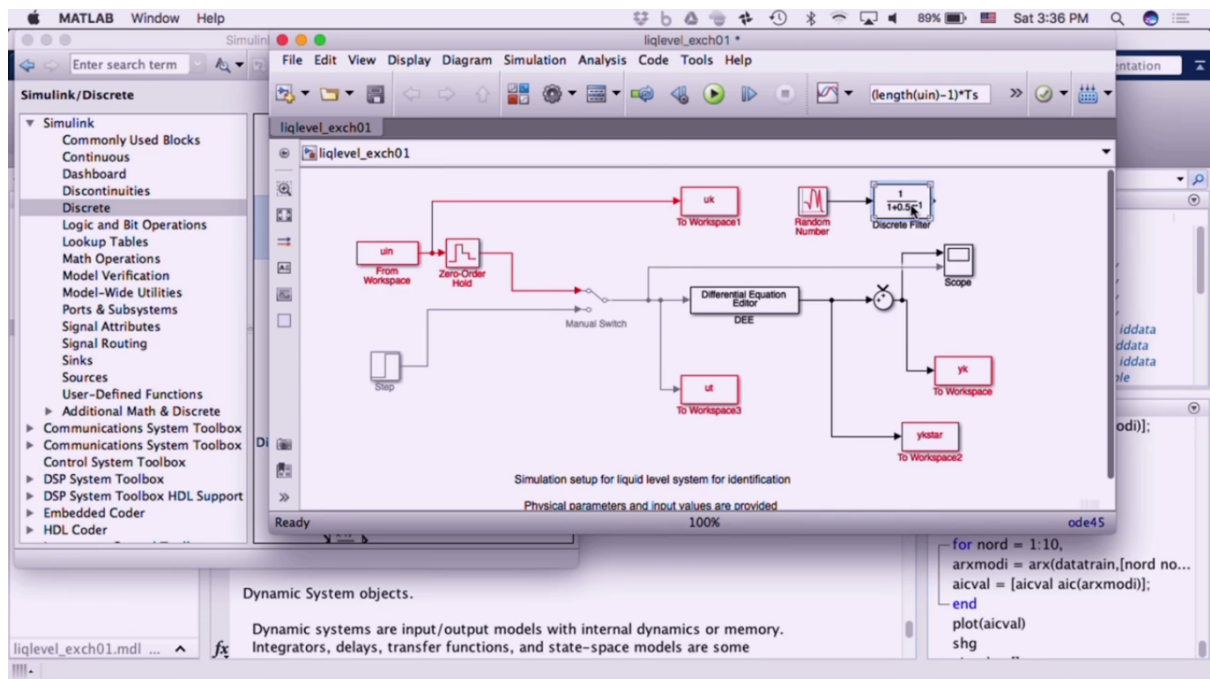 MATLAB Window Help
89% Sat 3:36 PM
Simulin
liqlevel_exch01 *
Enter search term
File Edit View Display Diagram Simulation Analysis Code Tools Help
entation
Simulink/Discrete
(length(uin)-1)*Ts
liqlevel_exch01
liqlevel_exch01
Simulink
Commonly Used Blocks
Continuous
Dashboard
Discontinuities
Discrete
Logic and Bit Operations
Lookup Tables
Math Operations
Model Verification
Model-Wide Utilities
Ports & Subsystems
Signal Attributes
Signal Routing
Sinks
Sources
User-Defined Functions
Additional Math & Discrete
Communications System Toolbox
Communications System Toolbox
Control System Toolbox
DSP System Toolbox
DSP System Toolbox HDL Support
Embedded Coder
HDL Coder
Di
uk
To Workspace1
Random
Number
1
Discrete Filter
uin
From
Workspace
Zero-Order
Hold
Manual Switch
Differential Equation
Editor
DEE
Scope
Step
ut
To Workspace3
yk
To Workspace
ykstar
To Workspace2
Simulation setup for liquid level system for identification
Physical parameters and input values are provided
Ready 100% ode45
iddata
ddata
iddata
ble
odi)];
for nord = 1:10,
arxmodi = arx(datatrain,[nord no...
aicval = [aicval aic(arxmodi)];
end
plot(aicval)
shg
Dynamic System objects.
Dynamic systems are input/output models with internal dynamics or memory.
Integrators, delays, transfer functions, and state-space models are some
liqlevel_exch01.mdl ...
fx